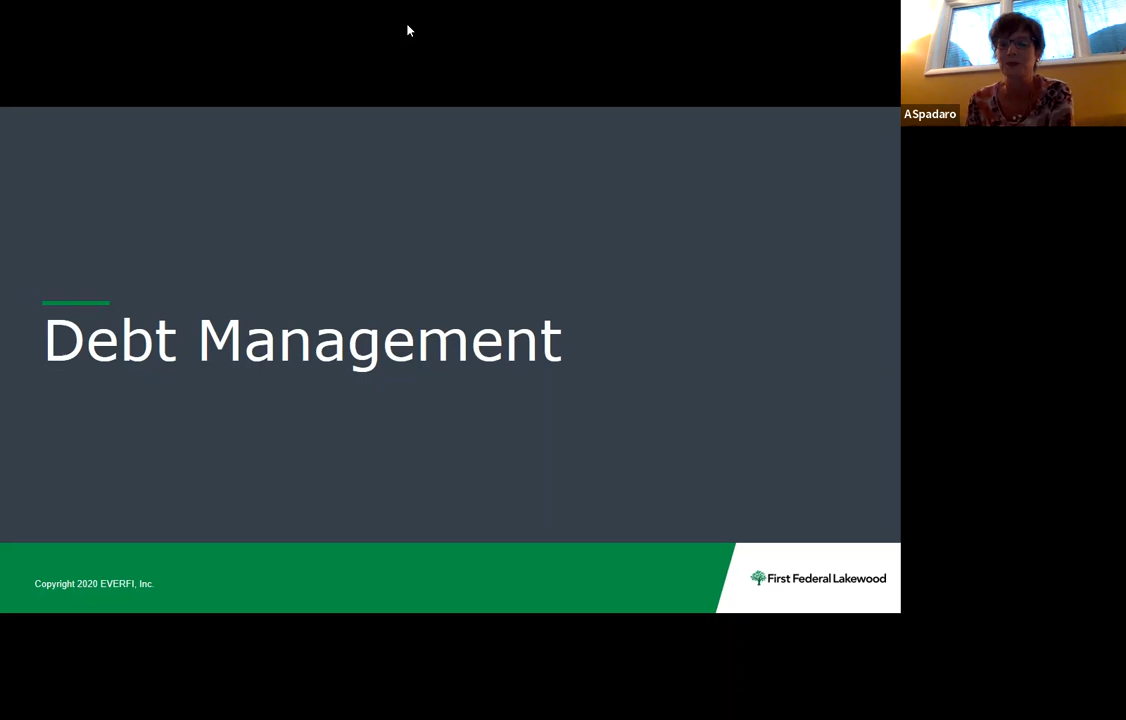 ASpadaro
Debt Management
Copyright 2020 EVERFI, Inc.
First Federal Lakewood